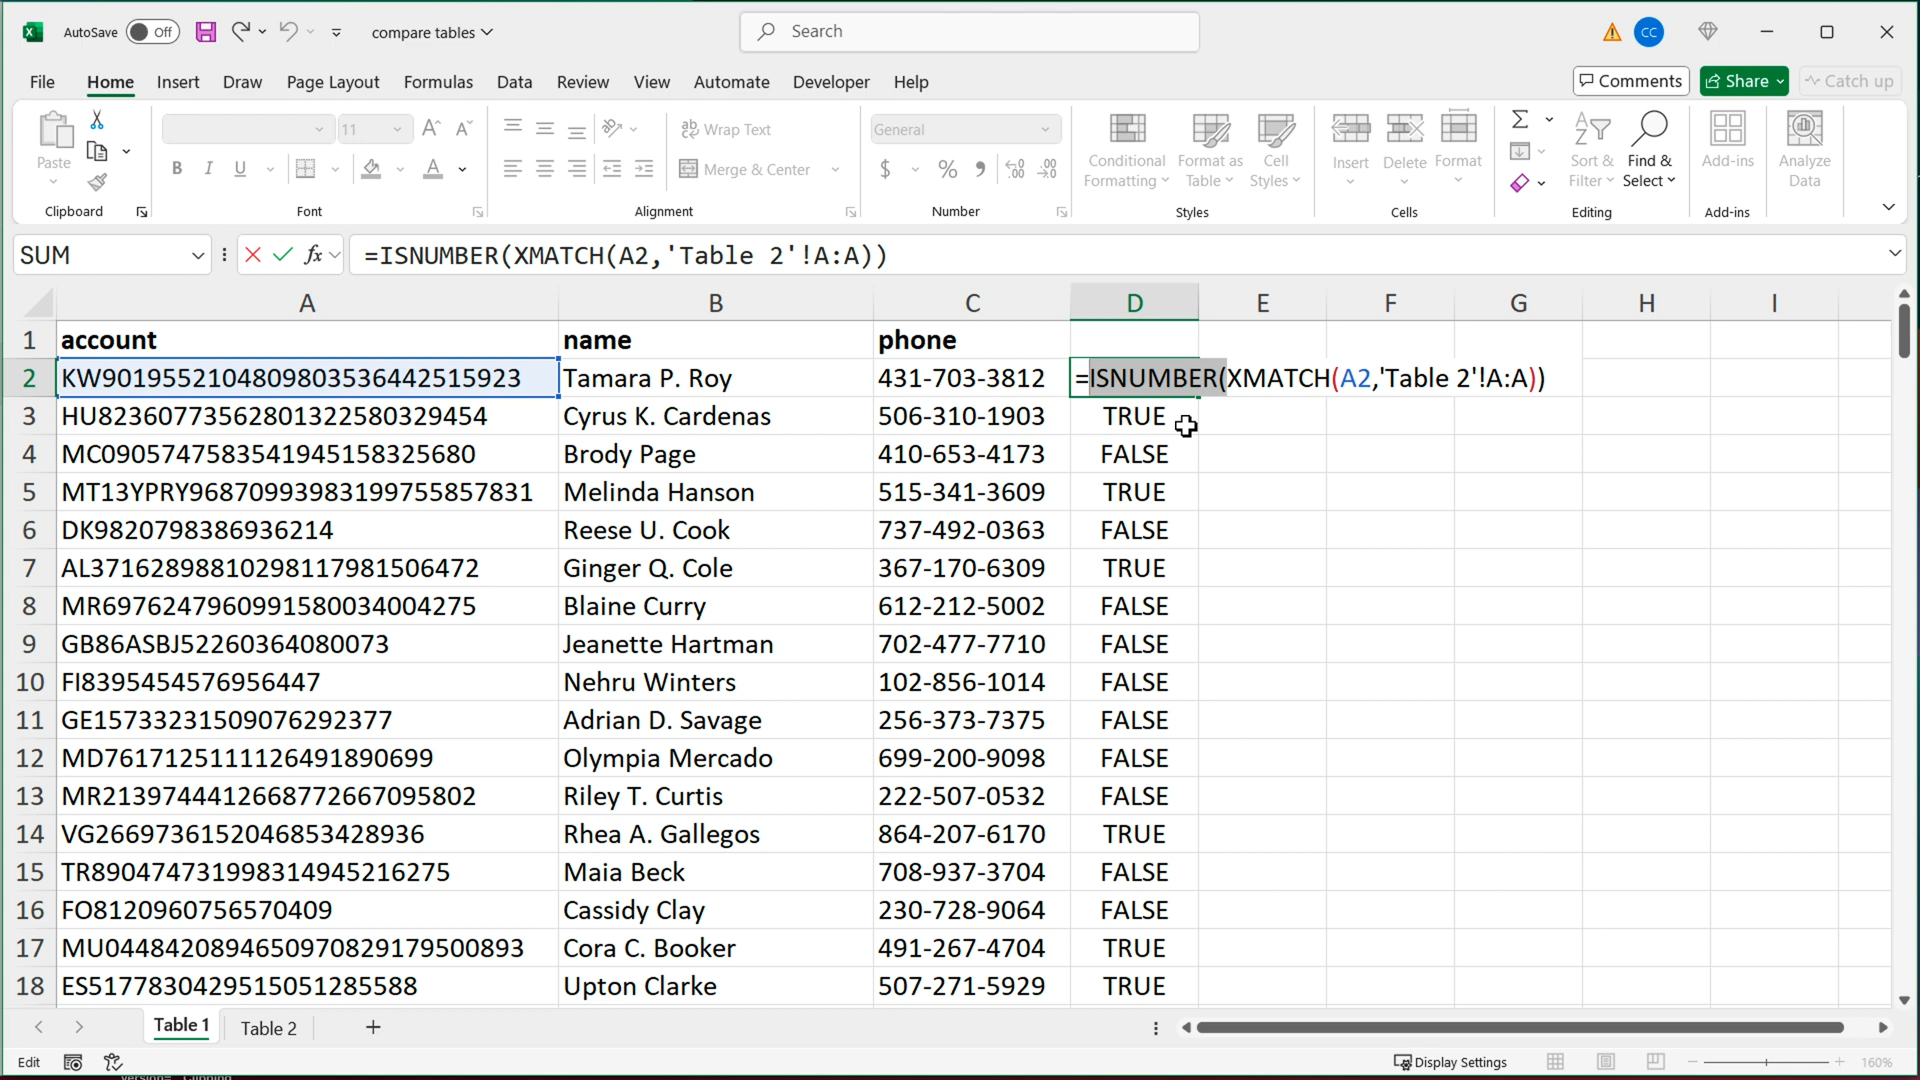 AutoSave Off compare tables Search CC
File Home Insert Draw Page Layout Formulas Data Review View Automate Developer Help Comments Share Catch up
Paste 11 B I U A Wrap Text Merge & Center General $ % Conditional Formatting Format as Table Cell Styles Insert Delete Format Sort & Filter Find & Select Add-ins Analyze Data
Clipboard Font Alignment Number Styles Cells Editing Add-ins
SUM fx =ISNUMBER(XMATCH(A2,'Table 2'!A:A))
A B C D E F G H I
1 account name phone
2 KW9019552104809803536442515923 Tamara P. Roy 431-703-3812 =ISNUMBER(XMATCH(A2,'Table 2'!A:A))
3 HU82360773562801322580329454 Cyrus K. Cardenas 506-310-1903 TRUE
4 MC0905747583541945158325680 Brody Page 410-653-4173 FALSE
5 MT13YPRY968709939831997558578​31 Melinda Hanson 515-341-3609 TRUE
6 DK9820798386936214 Reese U. Cook 737-492-0363 FALSE
7 AL37162898810298117981506472 Ginger Q. Cole 367-170-6309 TRUE
8 MR6976247960991580034004275 Blaine Curry 612-212-5002 FALSE
9 GB86ASBJ52260364080073 Jeanette Hartman 702-477-7710 FALSE
10 FI8395454576956447 Nehru Winters 102-856-1014 FALSE
11 GE15733231509076292377 Adrian D. Savage 256-373-7375 FALSE
12 MD7617125111126491890699 Olympia Mercado 699-200-9098 FALSE
13 MR2139744412668772667095802 Riley T. Curtis 222-507-0532 FALSE
14 VG2669736152046853428936 Rhea A. Gallegos 864-207-6170 TRUE
15 TR890474731998314945216275 Maia Beck 708-937-3704 FALSE
16 FO8120960756570409 Cassidy Clay 230-728-9064 FALSE
17 MU0448420894650970829179500893 Cora C. Booker 491-267-4704 TRUE
18 ES5177830429515051285588 Upton Clarke 507-271-5929 TRUE
Table 1 Table 2
Edit Display Settings 160%